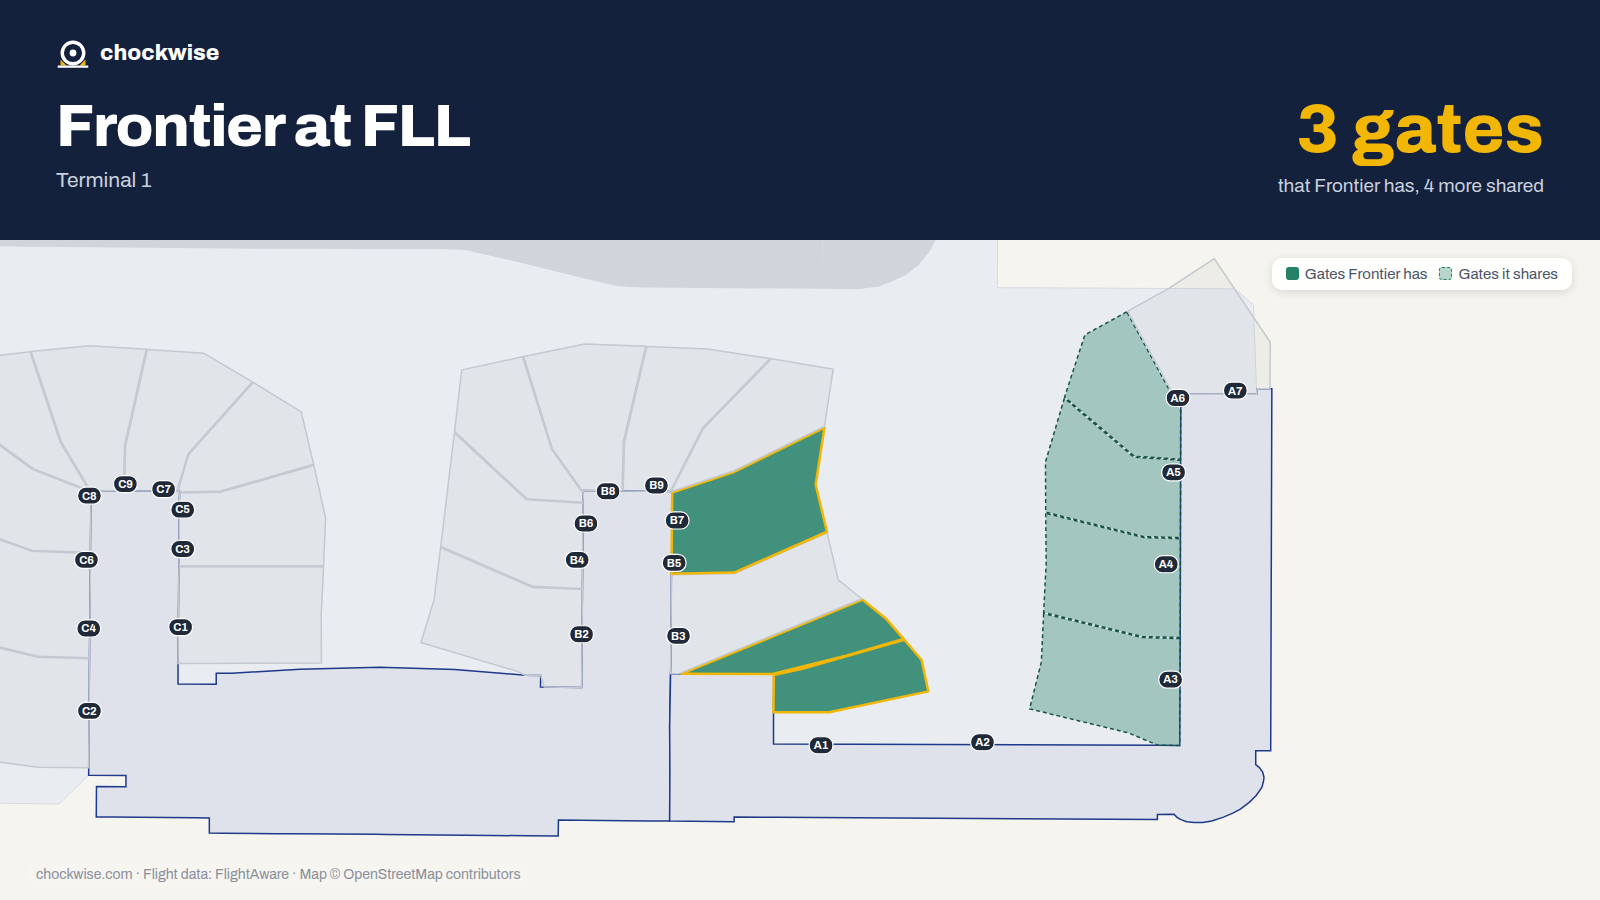 chockwise
Frontier at FLL
Terminal 1
3 gates
that Frontier has, 4 more shared
Gates Frontier has
Gates it shares
A7
A6
A5
A4
A3
A2
A1
B9
B8
B7
B6
B5
B4
B3
B2
C9
C8
C7
C5
C3
C6
C4
C1
C2
chockwise.com · Flight data: FlightAware · Map © OpenStreetMap contributors